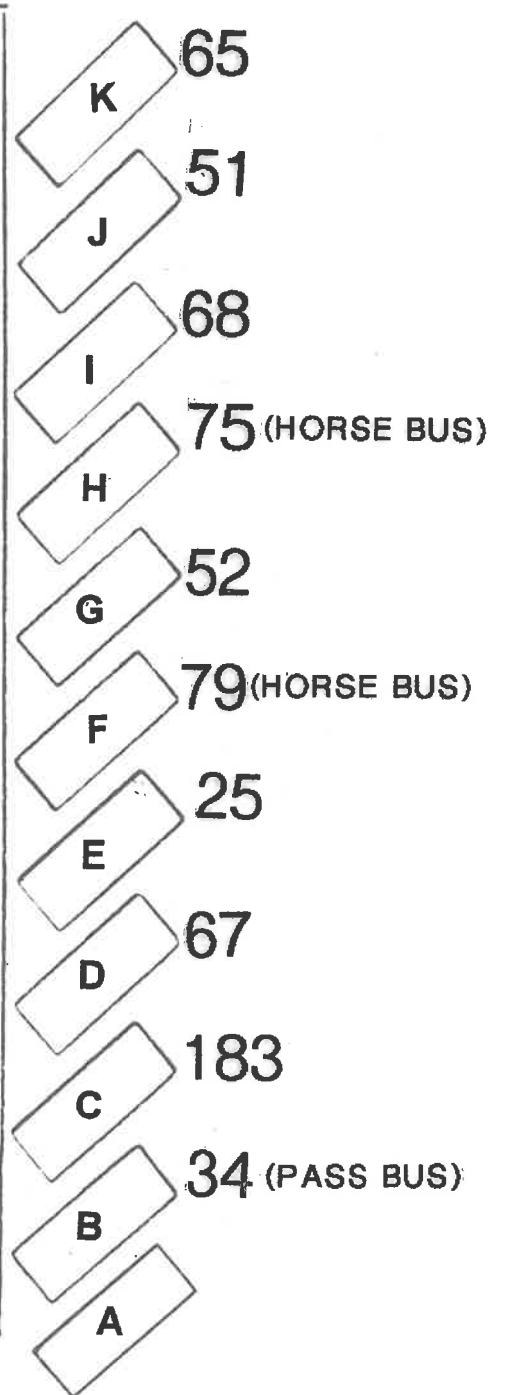 K 65
J 51
I 68
H 75 (HORSE BUS)
G 52
F 79 (HORSE BUS)
E 25
D 67
C 183
B 34 (PASS BUS)
A